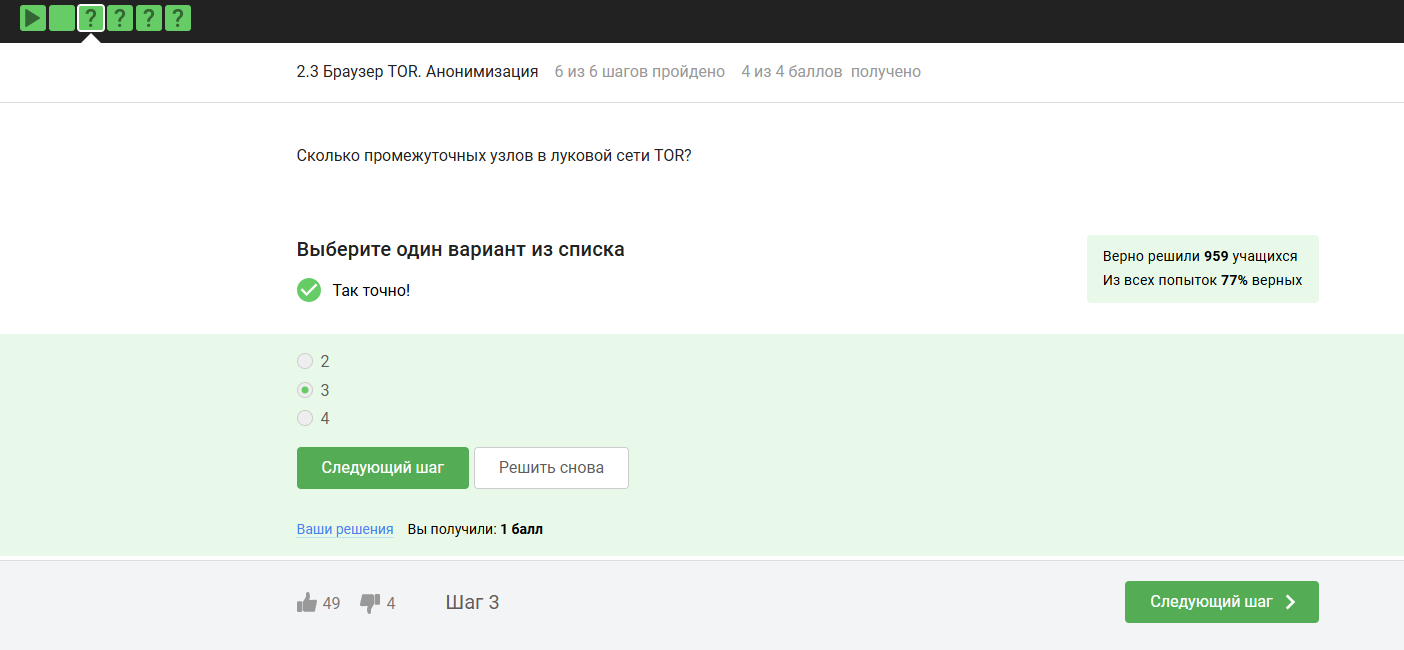 ? ? ? ?
2.3 Браузер TOR. Анонимизация 6 из 6 шагов пройдено 4 из 4 баллов получено
Сколько промежуточных узлов в луковой сети TOR?
Выберите один вариант из списка
Так точно!
Верно решили 959 учащихся
Из всех попыток 77% верных
2
3
4
Следующий шаг Решить снова
Ваши решения Вы получили: 1 балл
49 4 Шаг 3 Следующий шаг